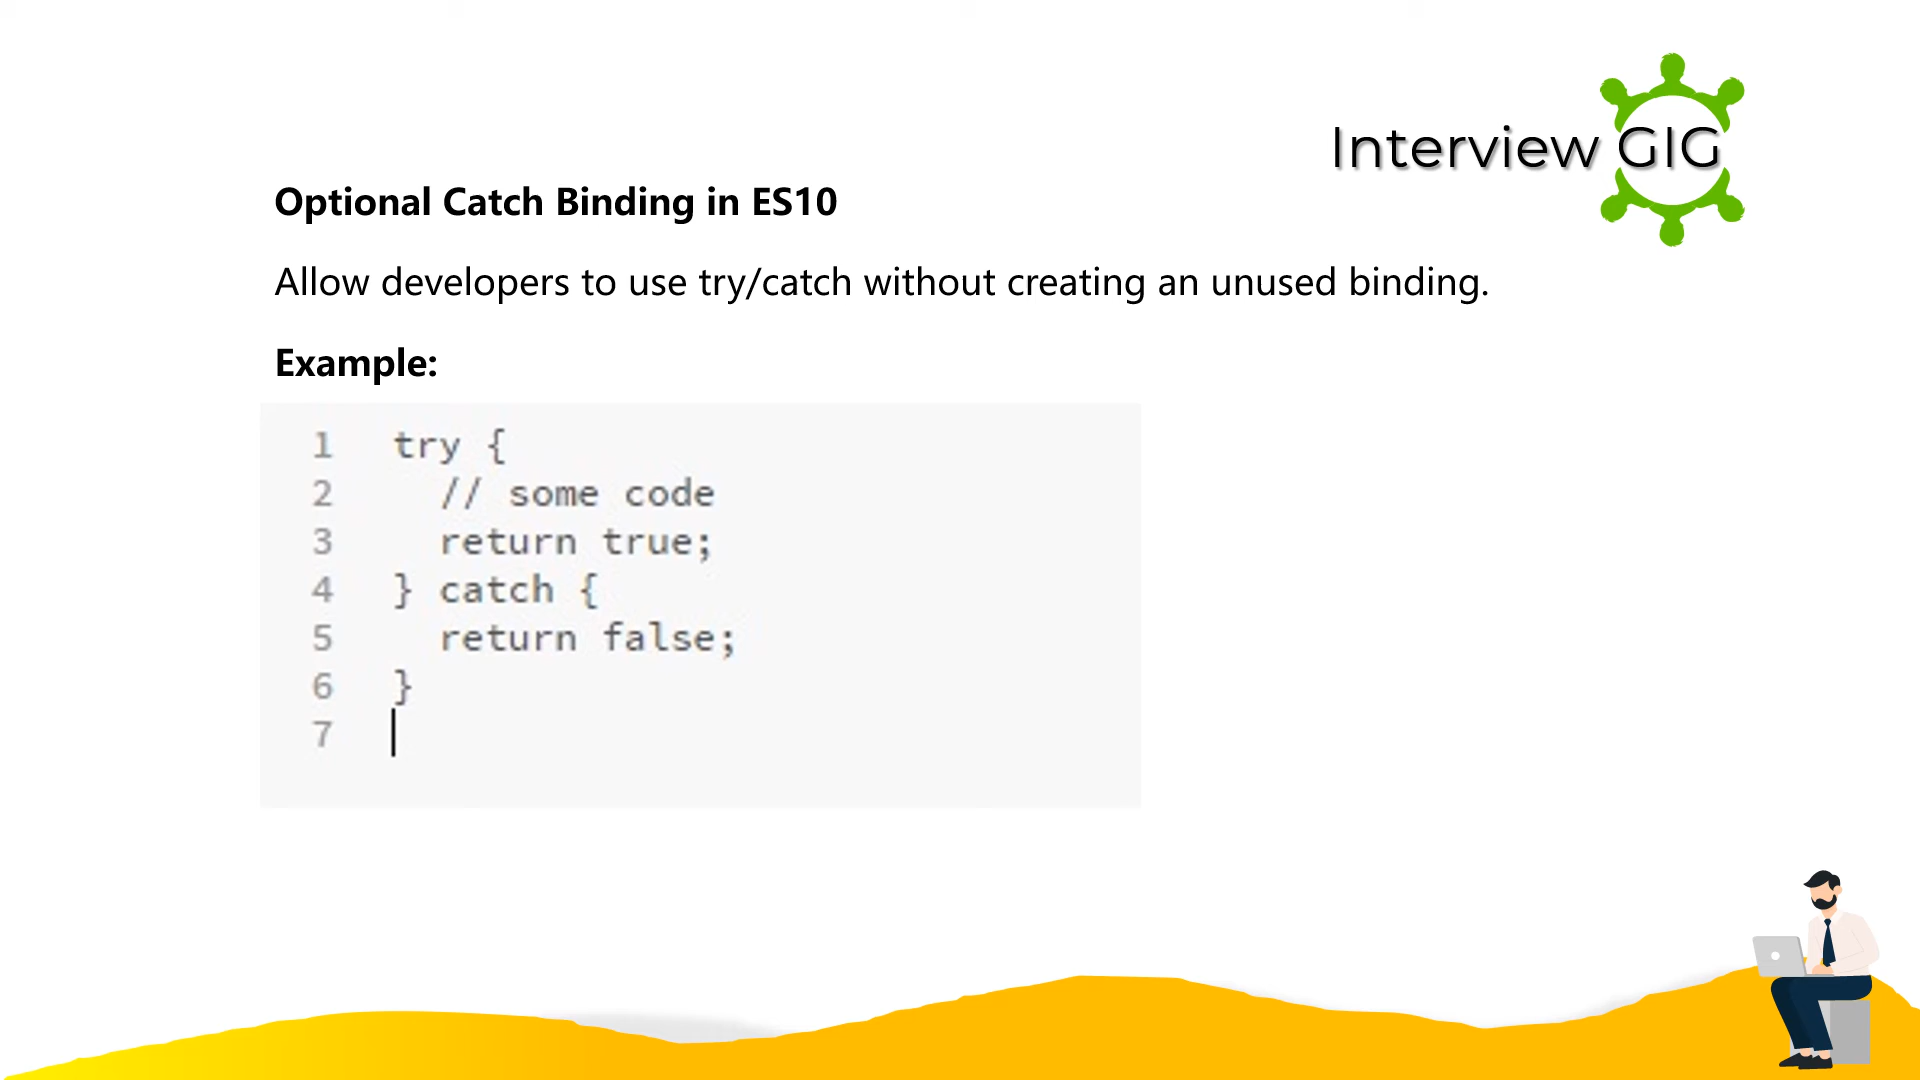 Interview GIG
Optional Catch Binding in ES10
Allow developers to use try/catch without creating an unused binding.
Example:
1 try {
2   // some code
3   return true;
4 } catch {
5   return false;
6 }
7